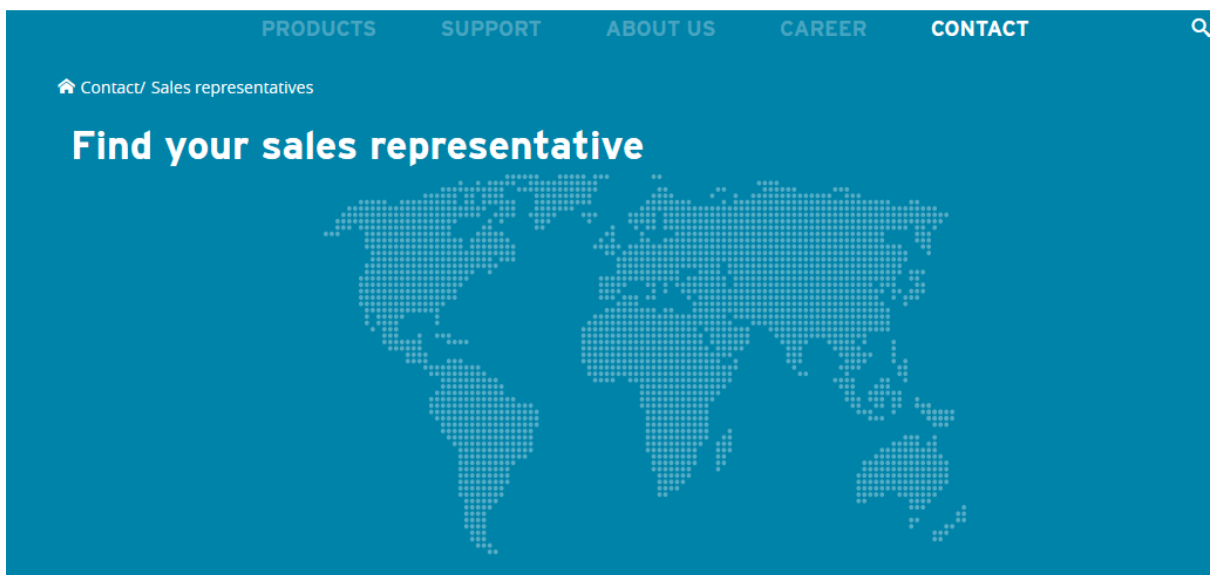 PRODUCTS SUPPORT ABOUT US CAREER CONTACT
Contact/ Sales representatives
Find your sales representative